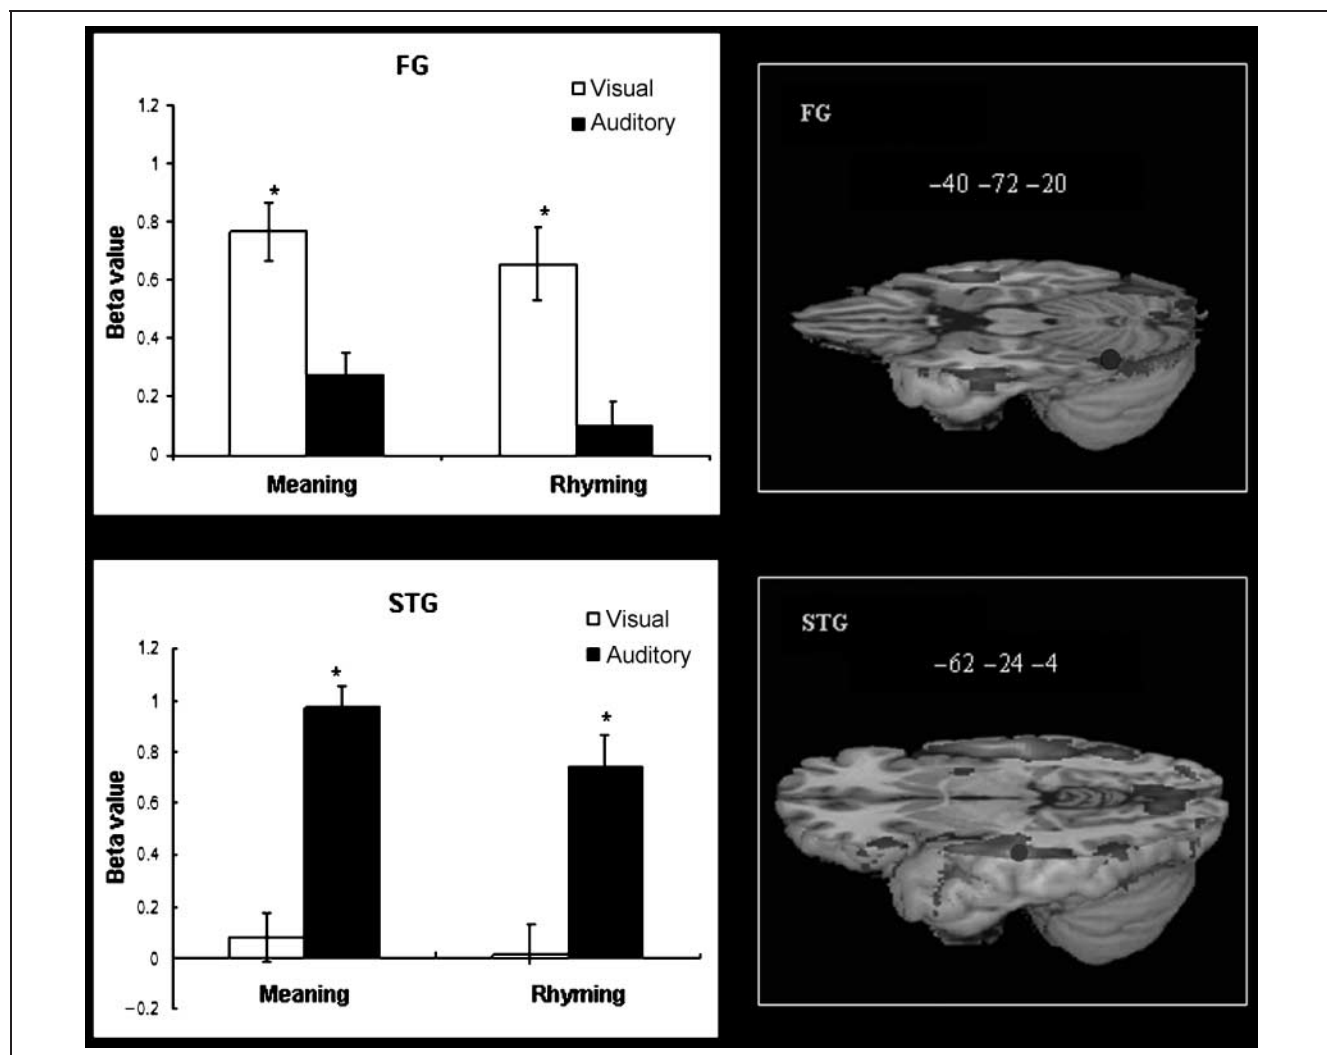 FG
Visual
Auditory
1.2
1
0.8
0.6
0.4
0.2
0
Beta value
*
*
Meaning
Rhyming
FG
−40 −72 −20
STG
Visual
Auditory
1.2
1
0.8
0.6
0.4
0.2
0
−0.2
Beta value
*
*
Meaning
Rhyming
STG
−62 −24 −4